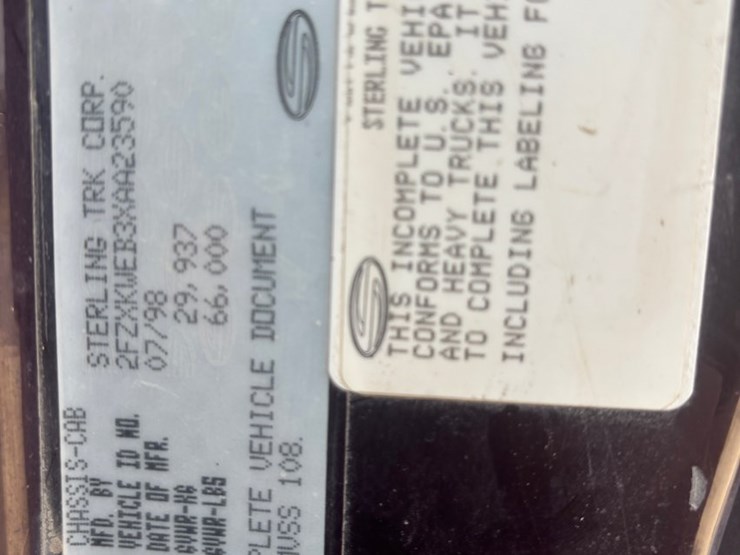 CHASSIS-CAB
MFD. BY STERLING TRK CORP.
VEHICLE ID NO. 2FZXKWEB3XAA23590
DATE OF MFR. 07/98
GVWR-KG 29,937
GVWR-LBS 66,000
PLETE VEHICLE DOCUMENT
MVSS 108.
STERLING T
THIS INCOMPLETE VEHI
CONFORMS TO U.S. EPA
AND HEAVY TRUCKS. IT
TO COMPLETE THIS VEH
INCLUDING LABELING FO